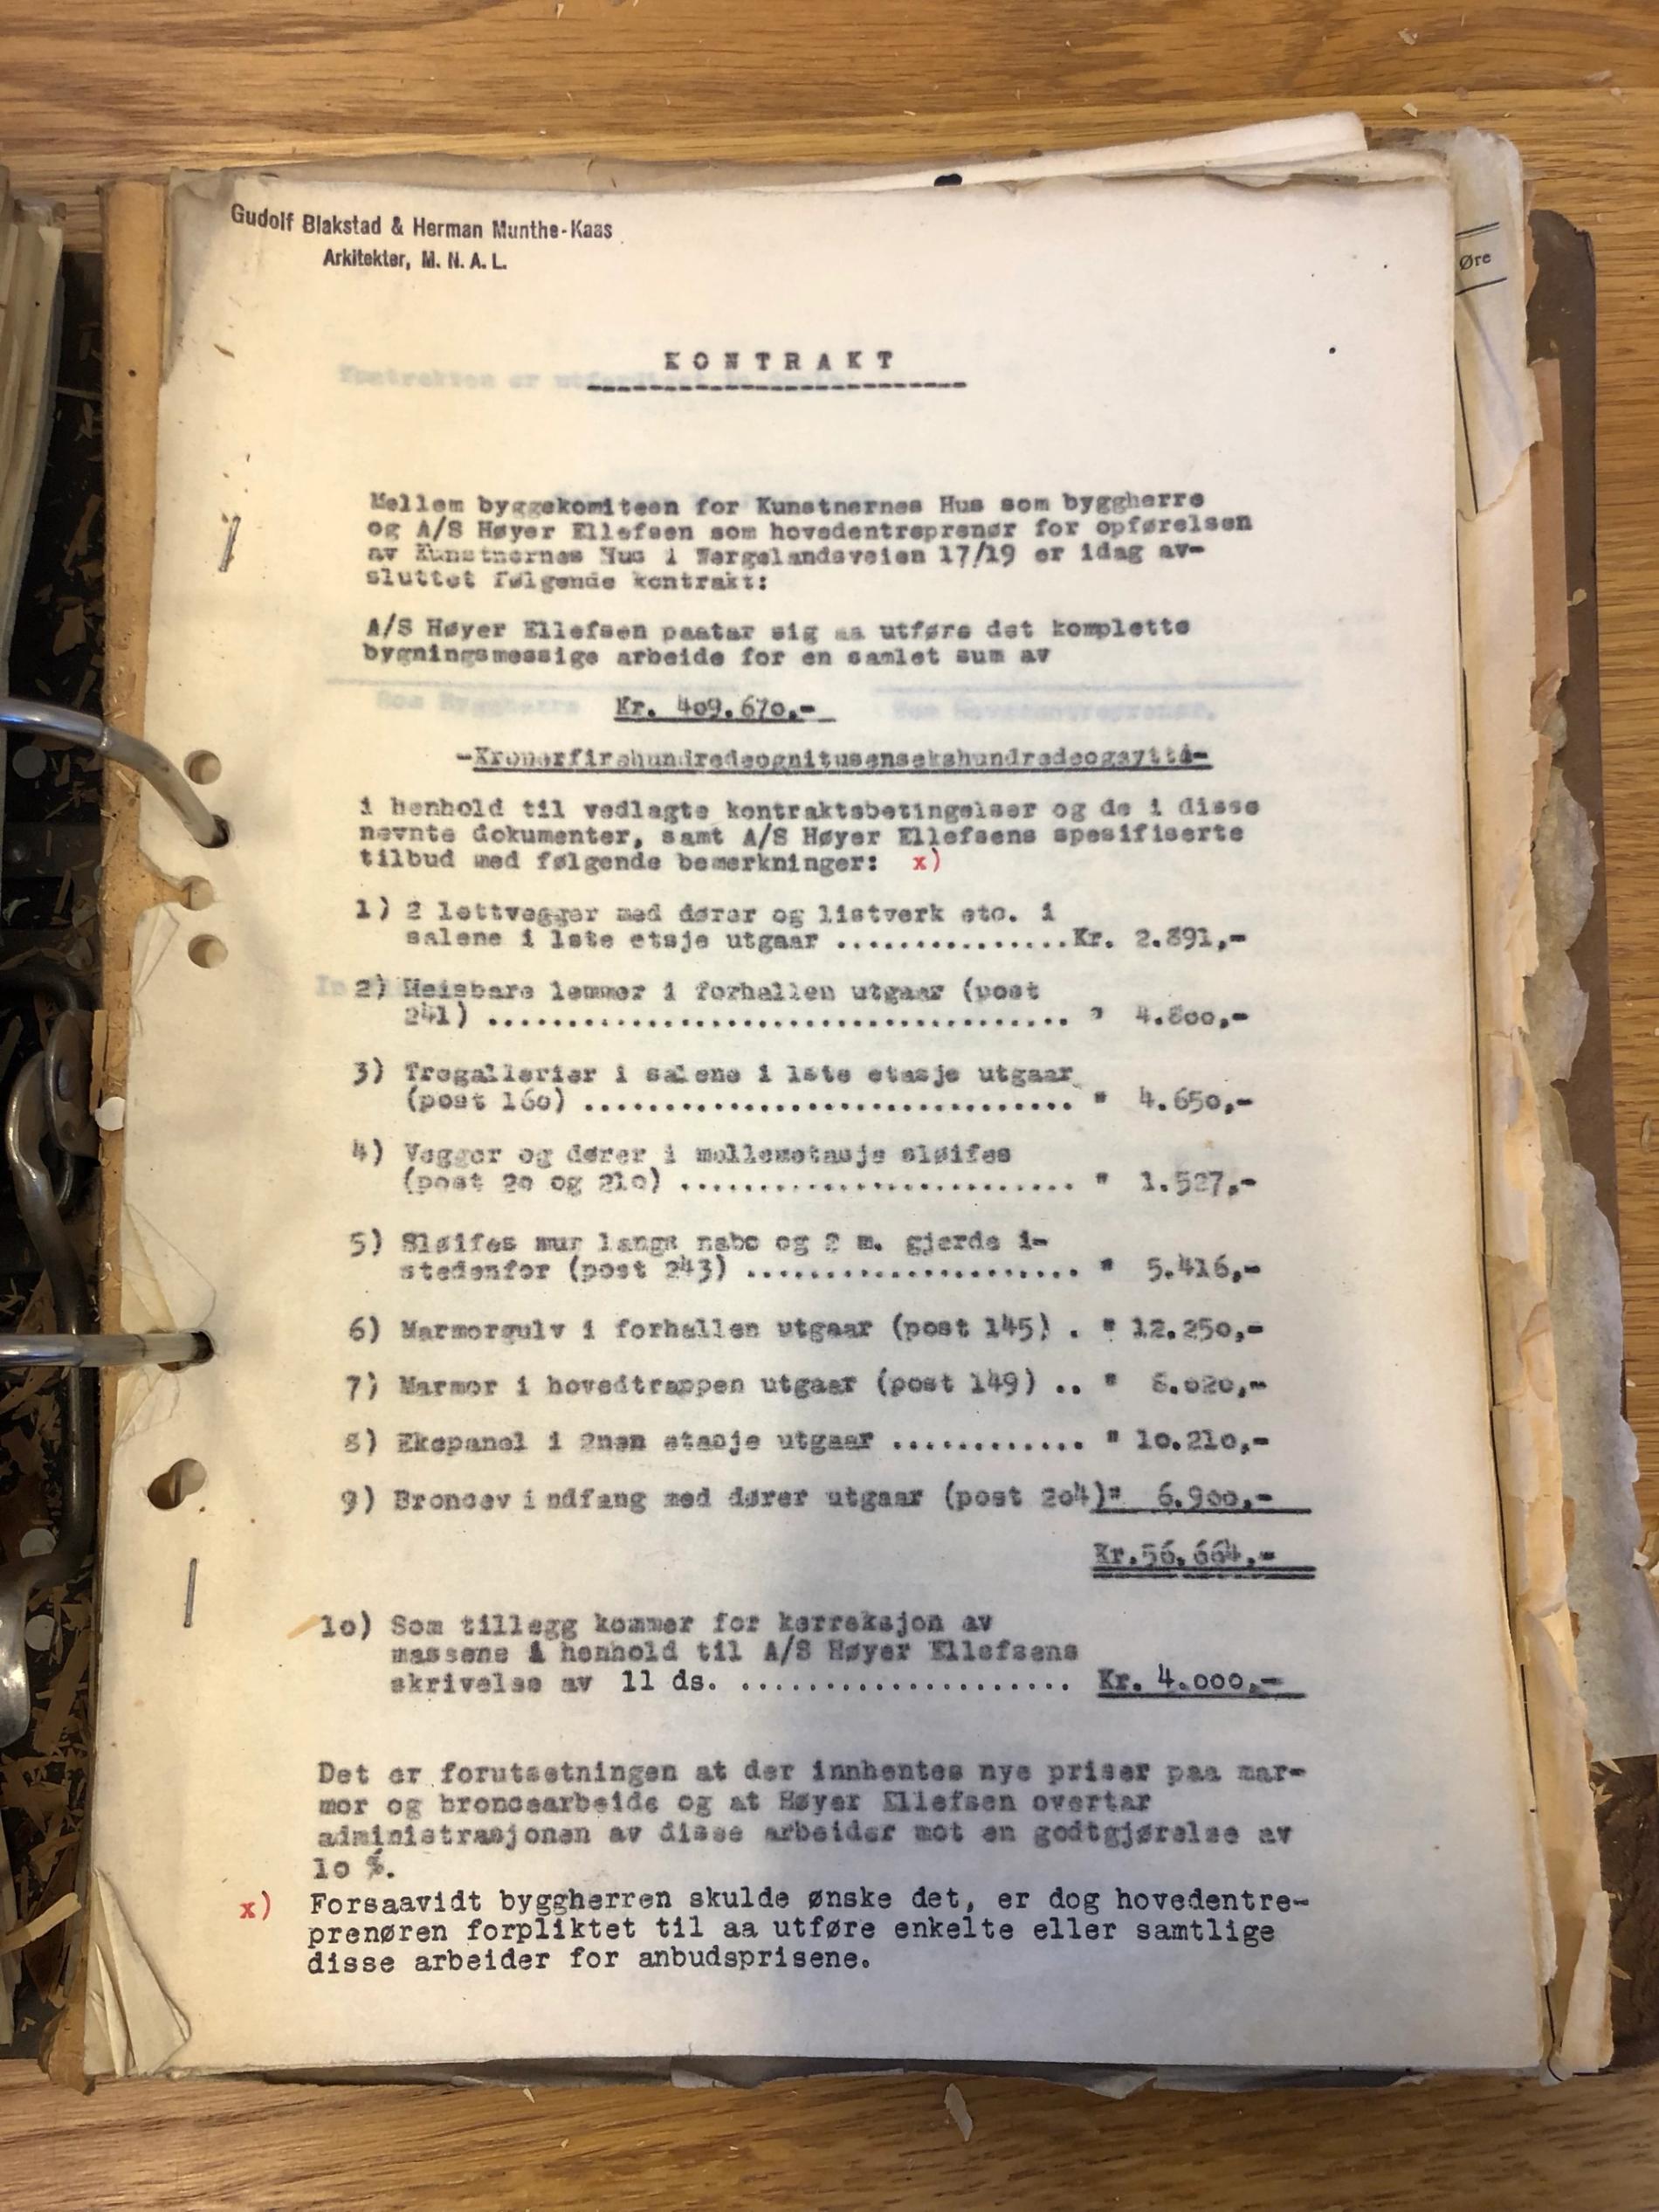 Gudolf Blakstad & Herman Munthe-Kaas
Arkitekter, M. N. A. L.
Øre
KONTRAKT
Mellem byggekomiteen for Kunstnernes Hus som byggherre
og A/S Høyer Ellefsen som hovedentreprenør for opførelsen
av Kunstnernes Hus i Wergelandsveien 17/19 er idag av-
sluttet følgende kontrakt:
A/S Høyer Ellefsen paatar sig aa utføre det komplette
bygningsmessige arbeide for en samlet sum av
Kr. 409.670.-
-Kronerfirehundredeognitusensekshundredeogsytti-
i henhold til vedlagte kontraktsbetingelser og de i disse
nevnte dokumenter, samt A/S Høyer Ellefsens spesifiserte
tilbud med følgende bemerkninger: x)
1) 2 lettvegger med dører og listverk etc. i
salene i 1ste etasje utgaar ............... Kr. 2.891,-
2) Heisbare lemmer i forhallen utgaar (post
241) .................................... " 4.800,-
3) Tregallerier i salene i 1ste etasje utgaar
(post 160) .............................. " 4.650,-
4) Vegger og dører i mellemetasje sløifes
(post 20 og 210) ........................ " 1.527,-
5) Sløifes mur langs nabo og 2 m. gjerde i-
stedenfor (post 243) ..................... " 5.416,-
6) Marmorgulv i forhallen utgaar (post 145) . " 12.250,-
7) Marmor i hovedtrappen utgaar (post 149) .. " 8.020,-
8) Ekepanel i 2nen etasje utgaar ............ " 10.210,-
9) Broncevindfang med dører utgaar (post 204)" 6.900,-
Kr.56.664.-
10) Som tillegg kommer for korreksjon av
massene i henhold til A/S Høyer Ellefsens
skrivelse av 11 ds. ..................... Kr. 4.000,-
Det er forutsetningen at der innhentes nye priser paa mar-
mor og broncearbeide og at Høyer Ellefsen overtar
administrasjonen av disse arbeider mot en godtgjørelse av
10 %.
x) Forsaavidt byggherren skulde ønske det, er dog hovedentre-
prenøren forpliktet til aa utføre enkelte eller samtlige
disse arbeider for anbudsprisene.